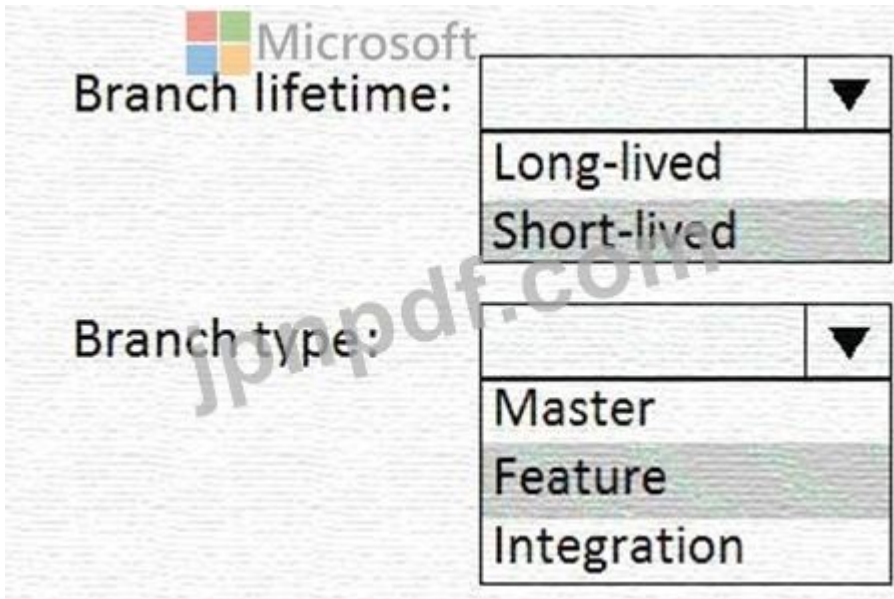 Microsoft
Branch lifetime:
Long-lived
Short-lived
jpnpdf.com
Branch type:
Master
Feature
Integration